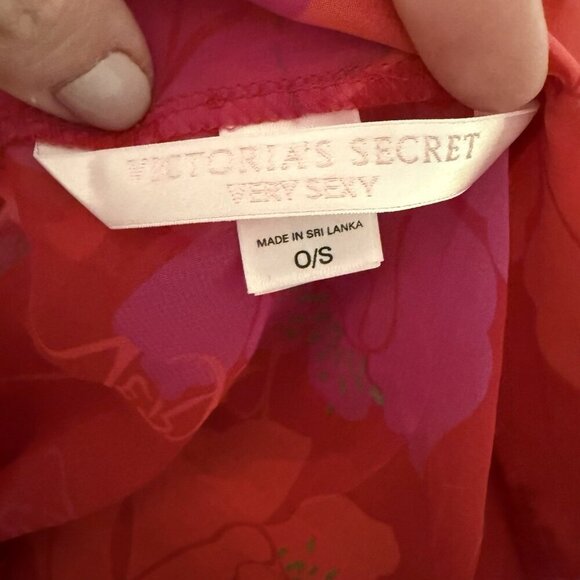 VICTORIA'S SECRET
VERY SEXY
MADE IN SRI LANKA
O/S